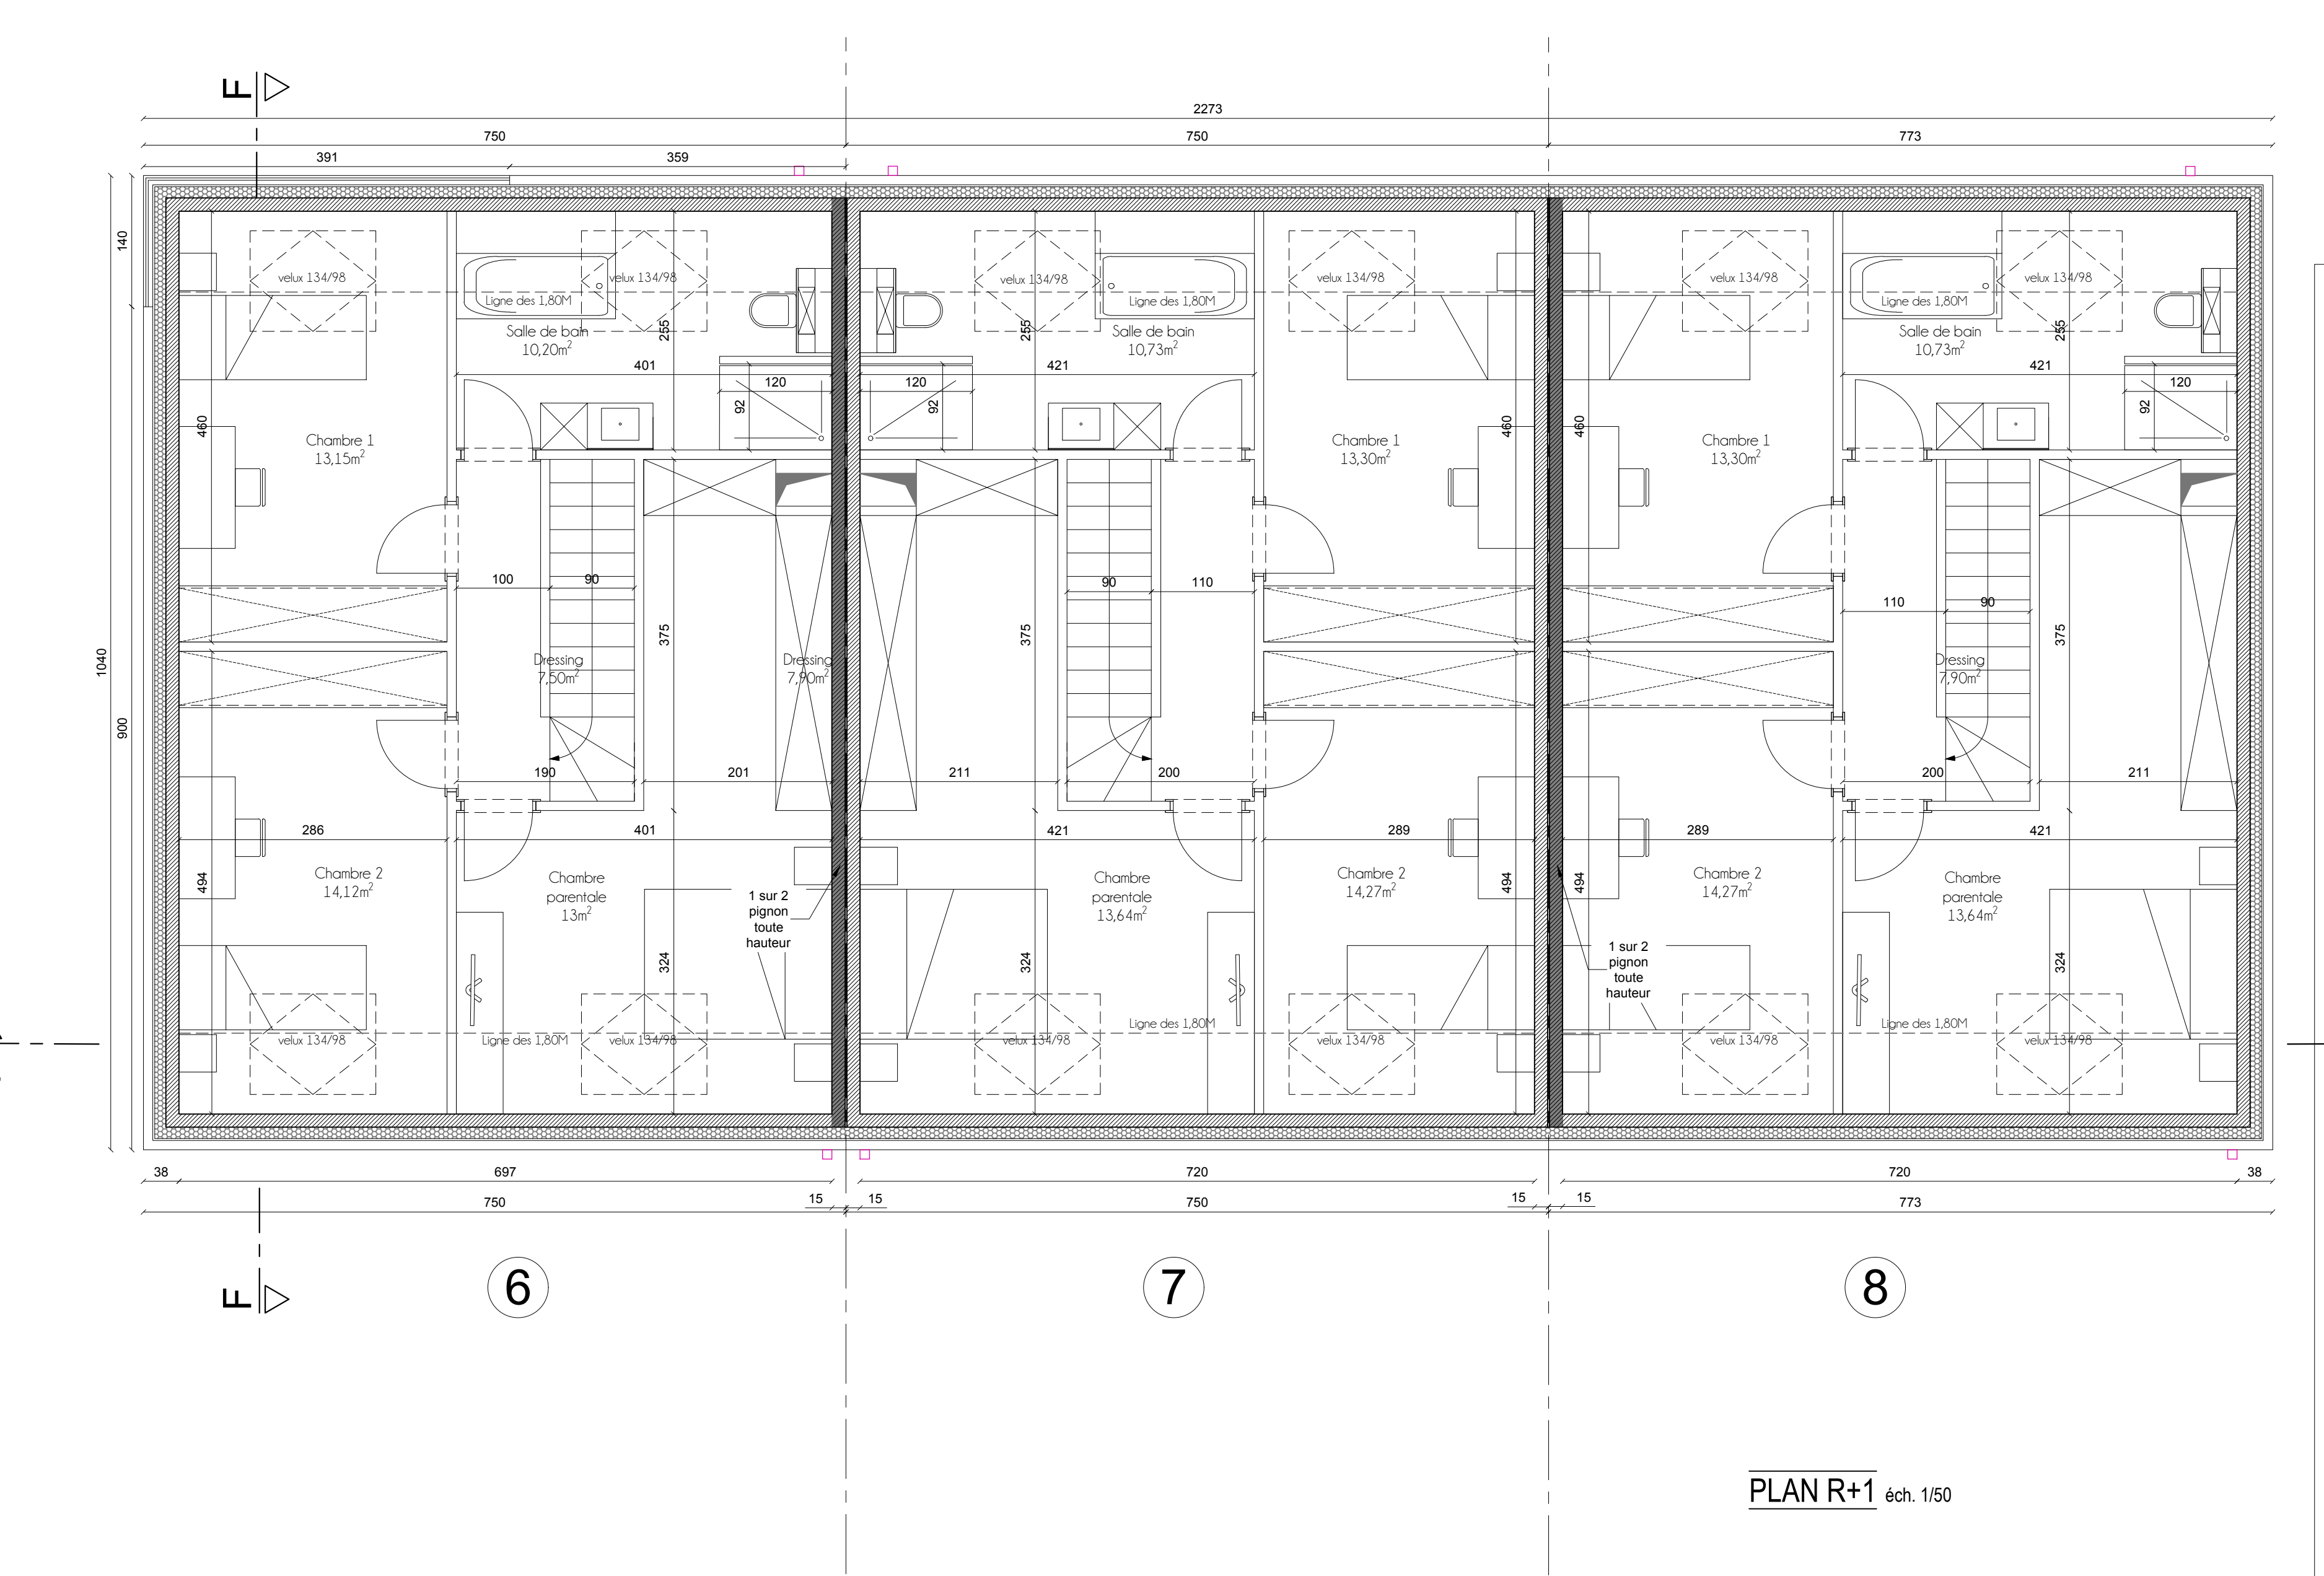 F
2273
750
750
773
391
359
140
1040
900
velux 134/98
velux 134/98
velux 134/98
velux 134/98
velux 134/98
velux 134/98
Ligne des 1,80M
Ligne des 1,80M
Ligne des 1,80M
Salle de bain
10,20m²
Salle de bain
10,73m²
Salle de bain
10,73m²
255
255
255
401
421
421
120
120
120
92
92
92
460
460
460
Chambre 1
13,15m²
Chambre 1
13,30m²
Chambre 1
13,30m²
100
90
90
110
110
90
375
375
375
Dressing
7,50m²
Dressing
7,90m²
Dressing
7,90m²
190
201
211
200
200
211
286
401
421
289
289
421
494
494
494
Chambre 2
14,12m²
Chambre
parentale
13m²
1 sur 2
pignon
toute
hauteur
Chambre
parentale
13,64m²
Chambre 2
14,27m²
1 sur 2
pignon
toute
hauteur
Chambre 2
14,27m²
Chambre
parentale
13,64m²
324
324
324
Ligne des 1,80M
Ligne des 1,80M
Ligne des 1,80M
velux 134/98
velux 134/98
velux 134/98
velux 134/98
velux 134/98
velux 134/98
38
697
720
720
38
750
15
15
750
15
15
773
F
6
7
8
PLAN R+1 éch. 1/50